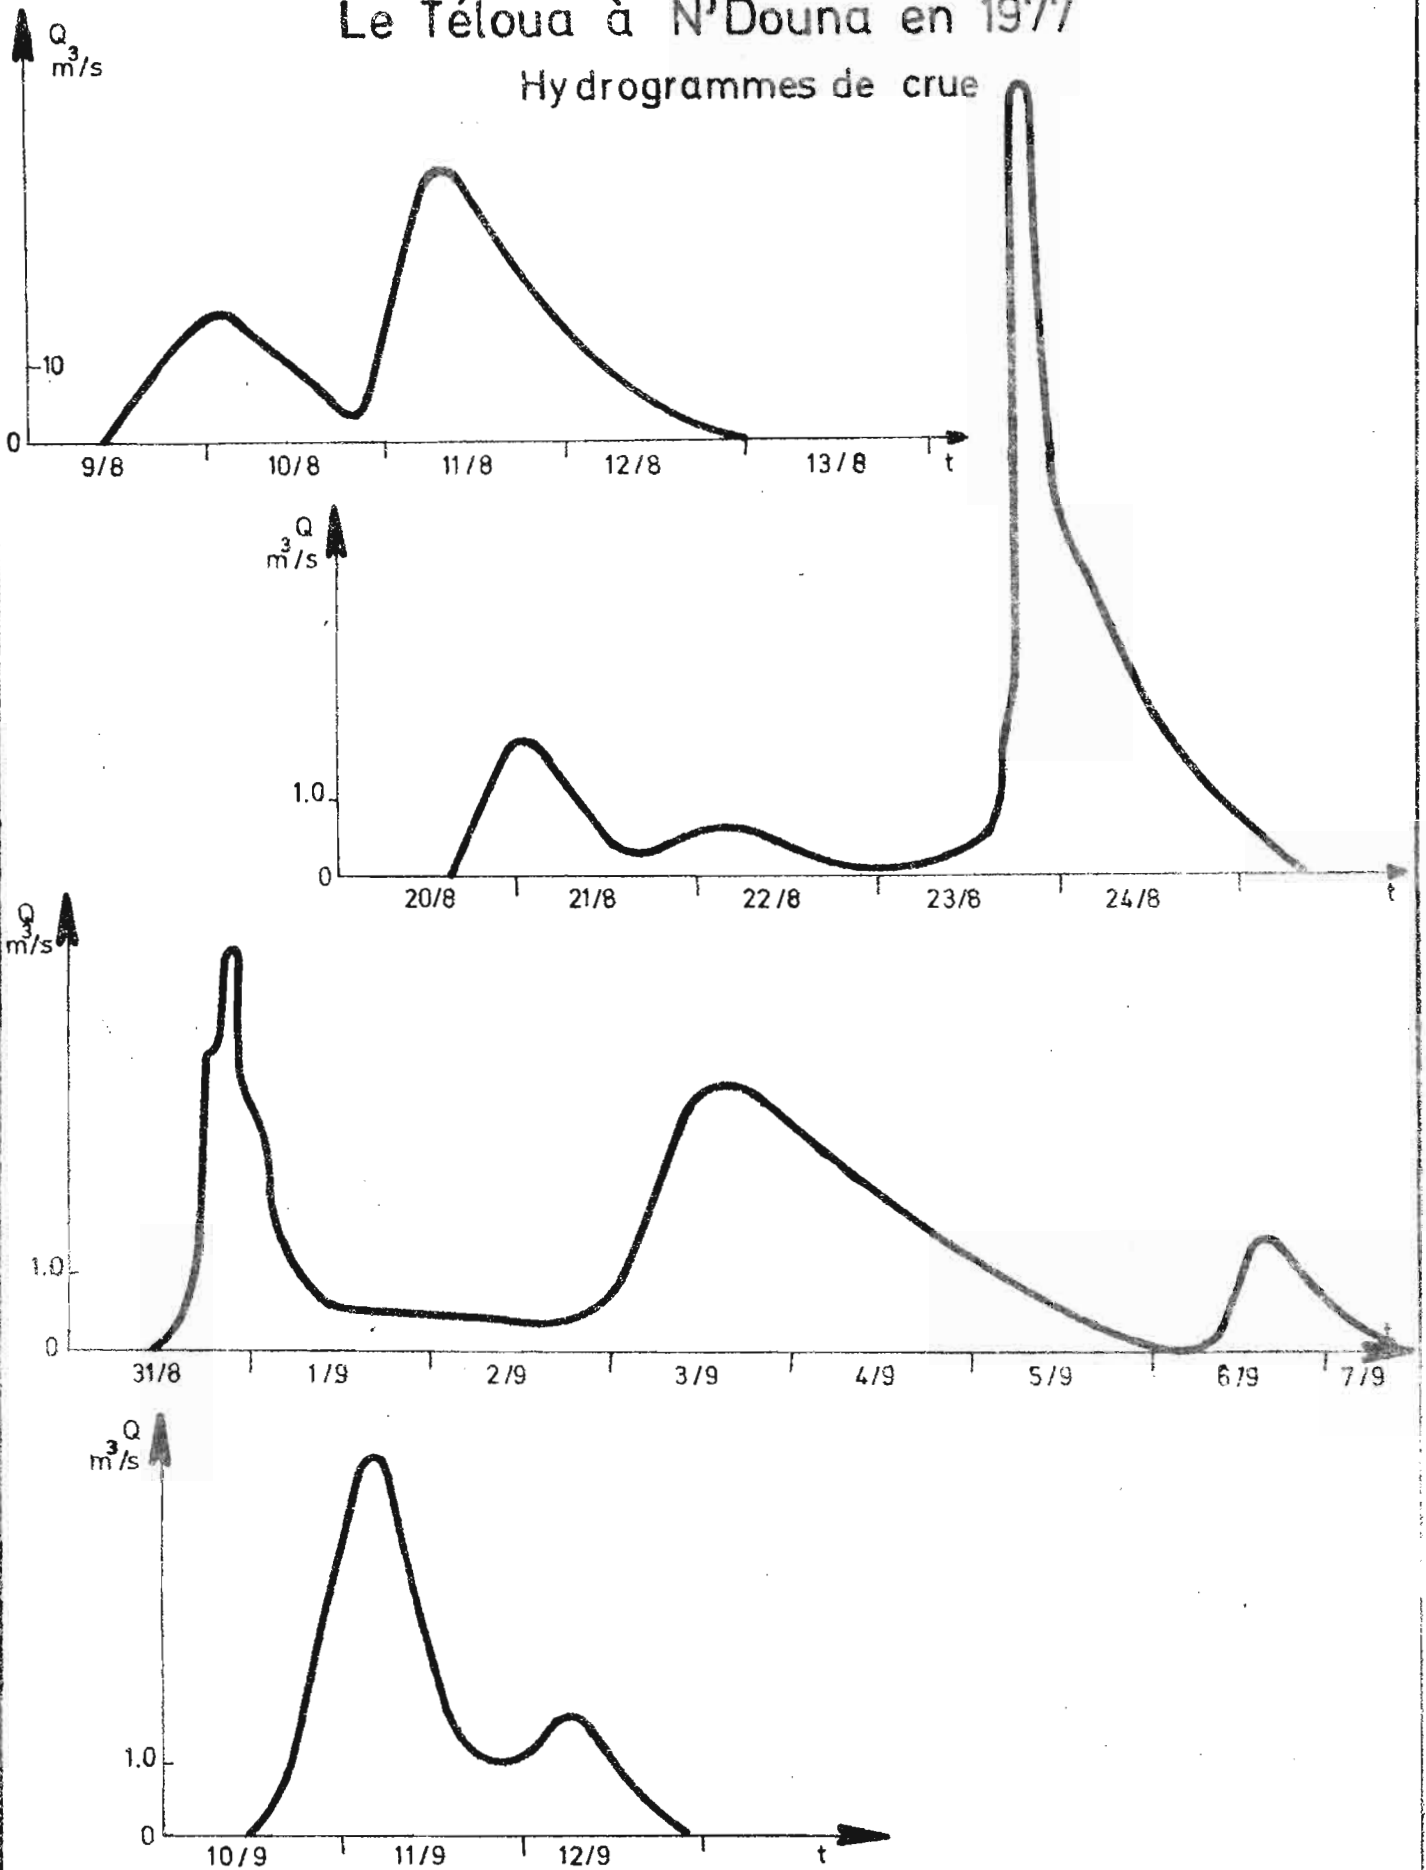 Le Téloua à N'Douna en 1977
Hydrogrammes de crue
Q
m³/s
10
0
9/8 10/8 11/8 12/8 13/8 t
Q
m³/s
1.0
0
20/8 21/8 22/8 23/8 24/8 t
Q
m³/s
1.0
0
t
31/8 1/9 2/9 3/9 4/9 5/9 6/9 7/9
Q
m³/s
1.0
0
10/9 11/9 12/9 t